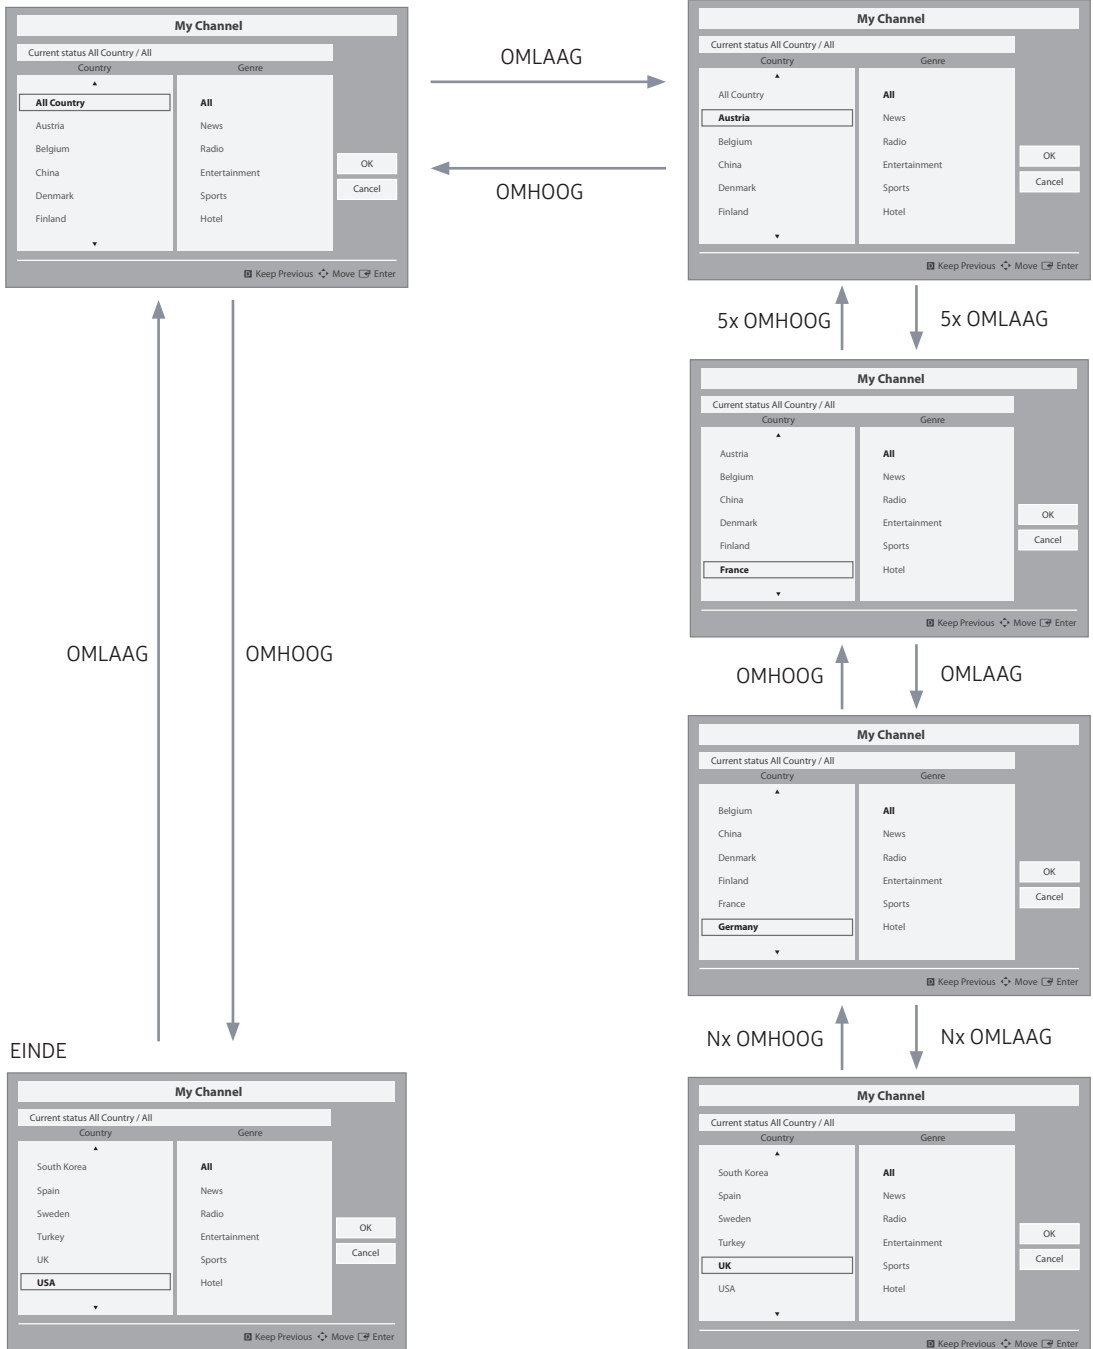 My Channel
Current status All Country / All
Country Genre
All Country All
Austria News
Belgium Radio
China Entertainment
Denmark Sports
Finland Hotel
OK
Cancel
D Keep Previous Move Enter
OMLAAG
OMHOOG
My Channel
Current status All Country / All
Country Genre
All Country All
Austria News
Belgium Radio
China Entertainment
Denmark Sports
Finland Hotel
OK
Cancel
D Keep Previous Move Enter
5x OMHOOG 5x OMLAAG
My Channel
Current status All Country / All
Country Genre
Austria All
Belgium News
China Radio
Denmark Entertainment
Finland Sports
France Hotel
OK
Cancel
D Keep Previous Move Enter
OMLAAG OMHOOG
OMHOOG OMLAAG
My Channel
Current status All Country / All
Country Genre
Belgium All
China News
Denmark Radio
Finland Entertainment
France Sports
Germany Hotel
OK
Cancel
D Keep Previous Move Enter
Nx OMHOOG Nx OMLAAG
EINDE
My Channel
Current status All Country / All
Country Genre
South Korea All
Spain News
Sweden Radio
Turkey Entertainment
UK Sports
USA Hotel
OK
Cancel
D Keep Previous Move Enter
My Channel
Current status All Country / All
Country Genre
South Korea All
Spain News
Sweden Radio
Turkey Entertainment
UK Sports
USA Hotel
OK
Cancel
D Keep Previous Move Enter